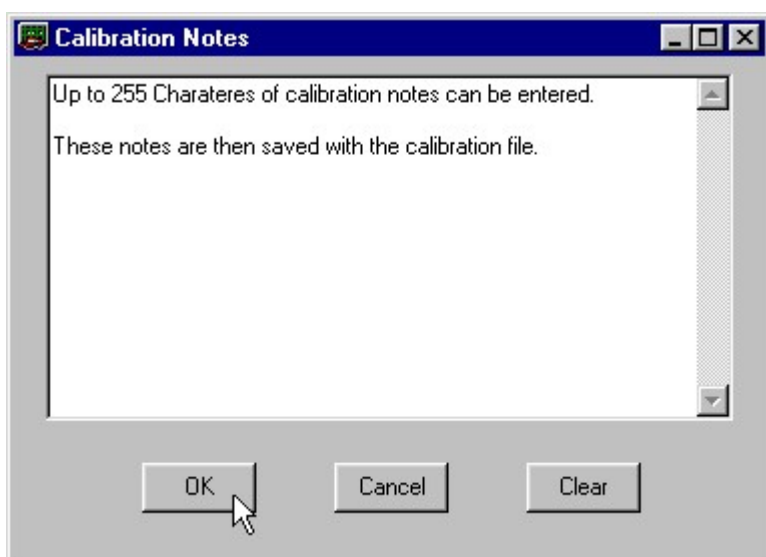 Calibration Notes
Up to 255 Charateres of calibration notes can be entered.
These notes are then saved with the calibration file.
OK
Cancel
Clear